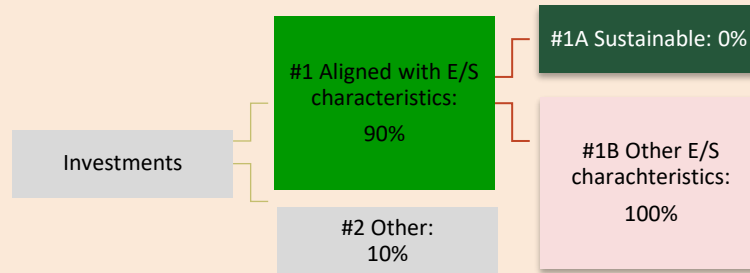 Investments
#1 Aligned with E/S
characteristics:
90%
#2 Other:
10%
#1A Sustainable: 0%
#1B Other E/S
charachteristics:
100%